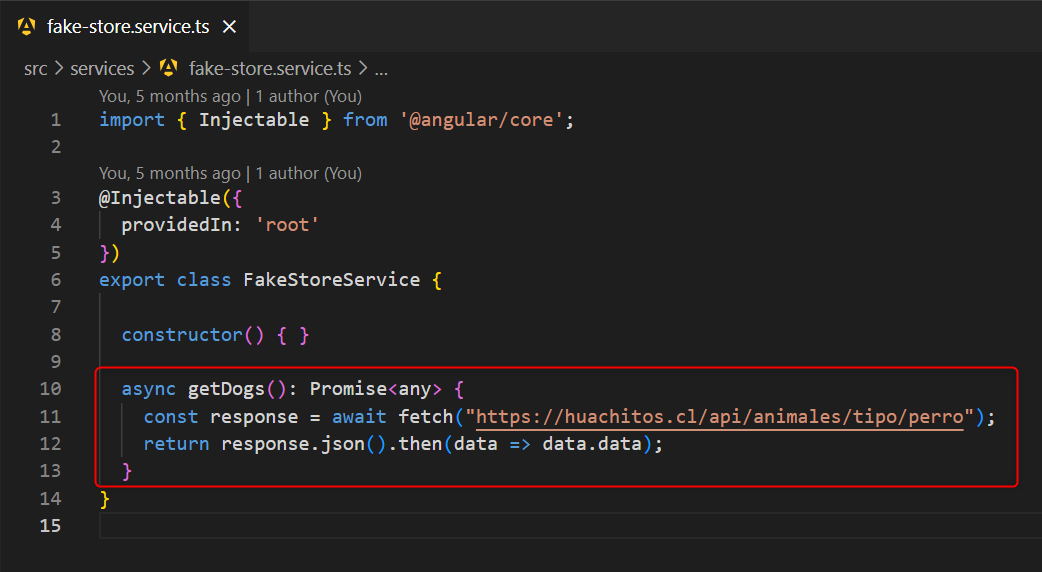 fake-store.service.ts ×
src > services > fake-store.service.ts > ...
You, 5 months ago | 1 author (You)
1 import { Injectable } from '@angular/core';
2
You, 5 months ago | 1 author (You)
3 @Injectable({
4 providedIn: 'root'
5 })
6 export class FakeStoreService {
7
8 constructor() { }
9
10 async getDogs(): Promise<any> {
11 const response = await fetch("https://huachitos.cl/api/animales/tipo/perro");
12 return response.json().then(data => data.data);
13 }
14 }
15